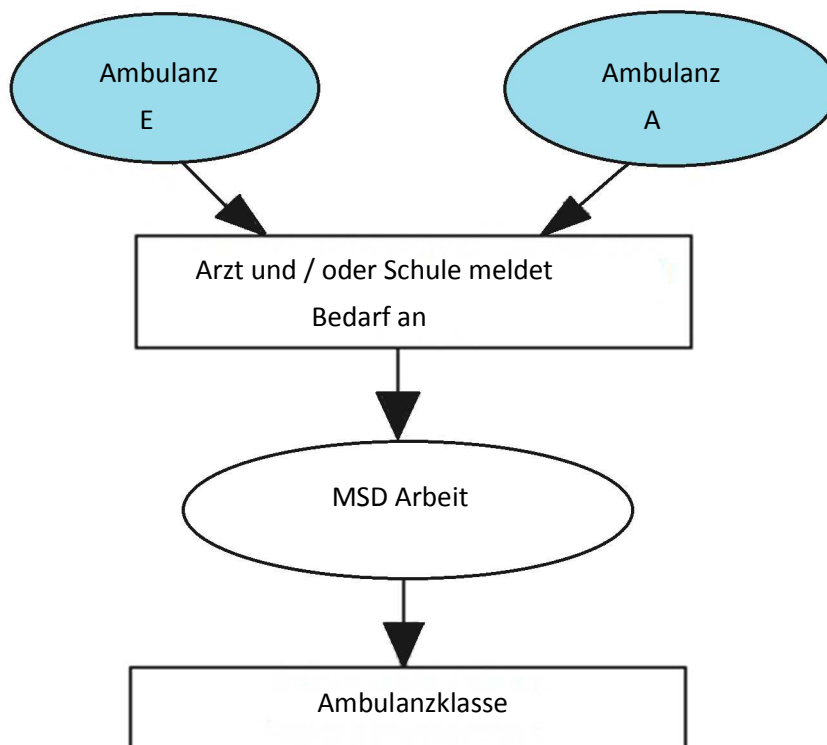 Ambulanz
E
Ambulanz
A
Arzt und / oder Schule meldet
Bedarf an
MSD Arbeit
Ambulanzklasse